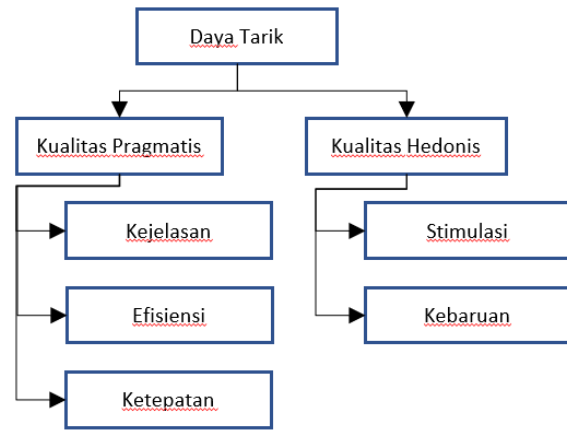 Daya Tarik
Kualitas Pragmatis
Kualitas Hedonis
Kejelasan
Stimulasi
Efisiensi
Kebaruan
Ketepatan